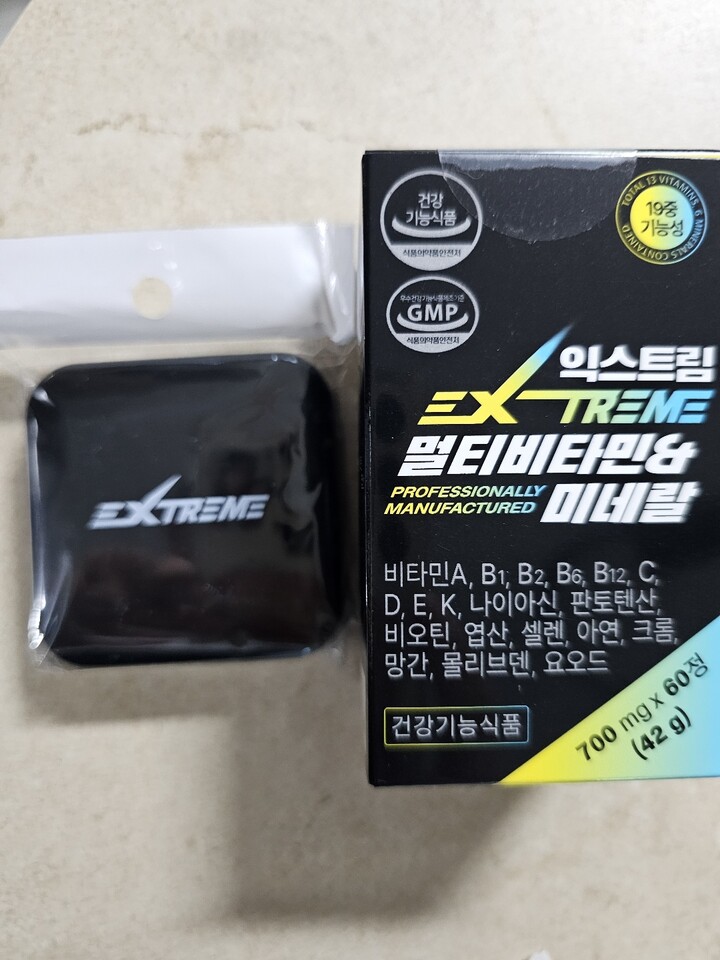 EXTREME
건강
기능식품
식품의약품안전처
우수건강기능식품제조기준
GMP
식품의약품안전처
TOTAL 13 VITAMINS, 6 MINERALS CONTAINED
19중
기능성
익스트림
EXTREME
멀티비타민&
PROFESSIONALLY
MANUFACTURED
미네랄
비타민A, B1, B2, B6, B12, C,
D, E, K, 나이아신, 판토텐산,
비오틴, 엽산, 셀렌, 아연, 크롬,
망간, 몰리브덴, 요오드
건강기능식품
700 mg x 60정
(42 g)